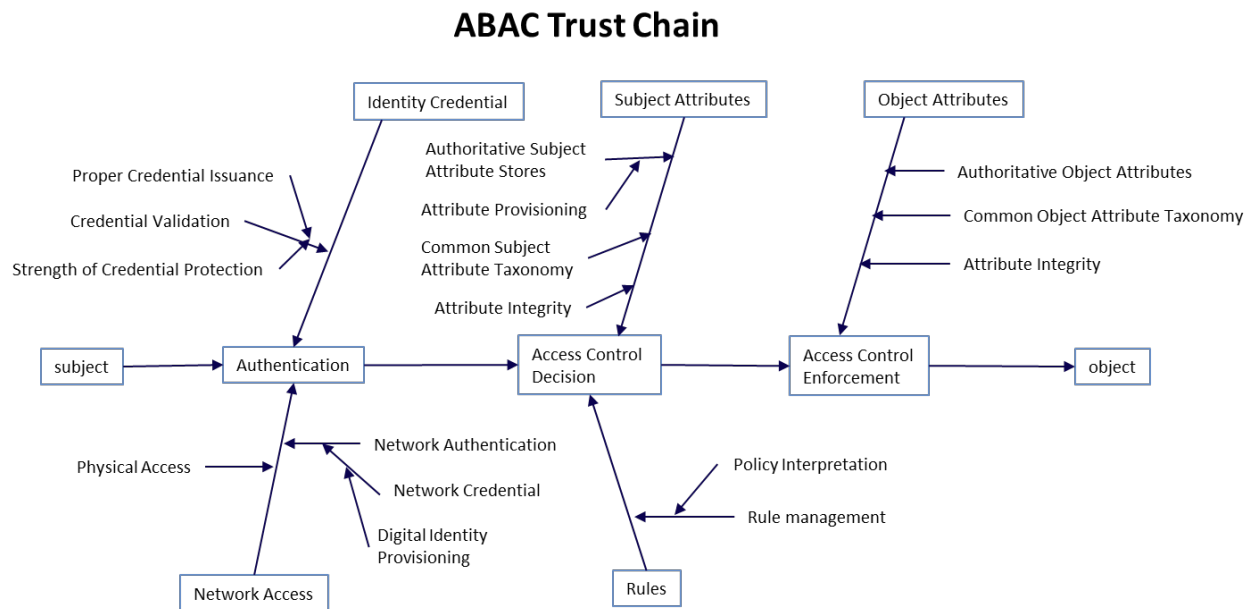 ABAC Trust Chain
Identity Credential
Subject Attributes
Object Attributes
Authoritative Subject
Attribute Stores
Proper Credential Issuance
Authoritative Object Attributes
Attribute Provisioning
Credential Validation
Common Object Attribute Taxonomy
Common Subject
Attribute Taxonomy
Strength of Credential Protection
Attribute Integrity
Attribute Integrity
subject
Authentication
Access Control
Decision
Access Control
Enforcement
object
Network Authentication
Physical Access
Policy Interpretation
Network Credential
Rule management
Digital Identity
Provisioning
Network Access
Rules